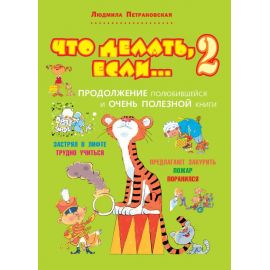 Людмила Петрановская
ЧТО ДЕЛАТЬ,
ЕСЛИ... 2
ПРОДОЛЖЕНИЕ ПОЛЮБИВШЕЙСЯ
И ОЧЕНЬ ПОЛЕЗНОЙ КНИГИ
ЗАСТРЯЛ В ЛИФТЕ
ТРУДНО УЧИТЬСЯ
ПРЕДЛАГАЮТ ЗАКУРИТЬ
ПОЖАР
ПОРАНИЛСЯ